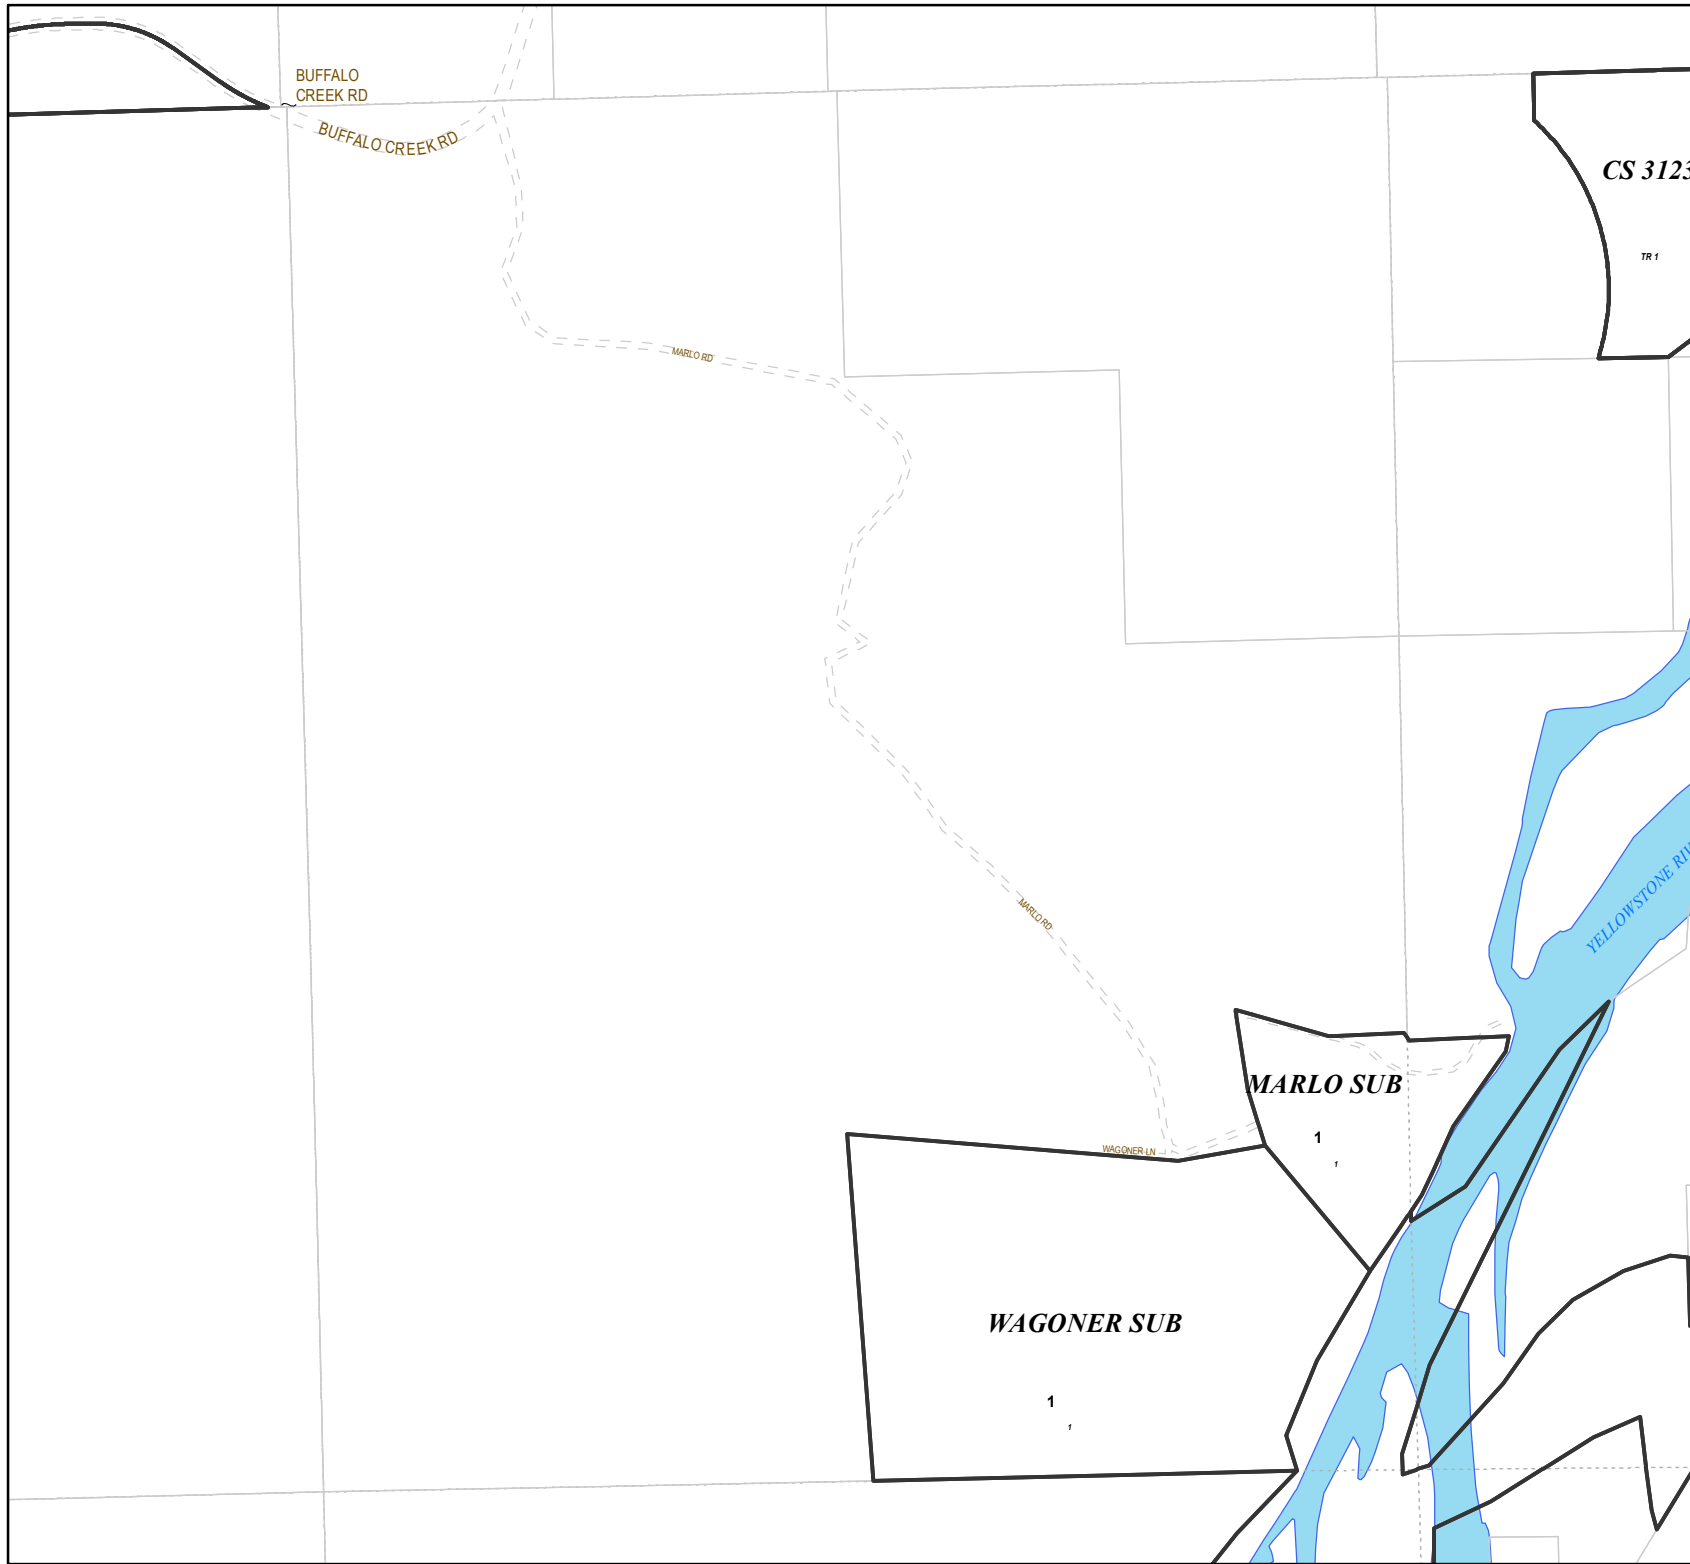 BUFFALO
CREEK RD
BUFFALO CREEK RD
CS 3123
TR 1
MARLO RD
YELLOWSTONE RIV
MARLO RD
MARLO SUB
1
1
WAGONER LN
WAGONER SUB
1
1